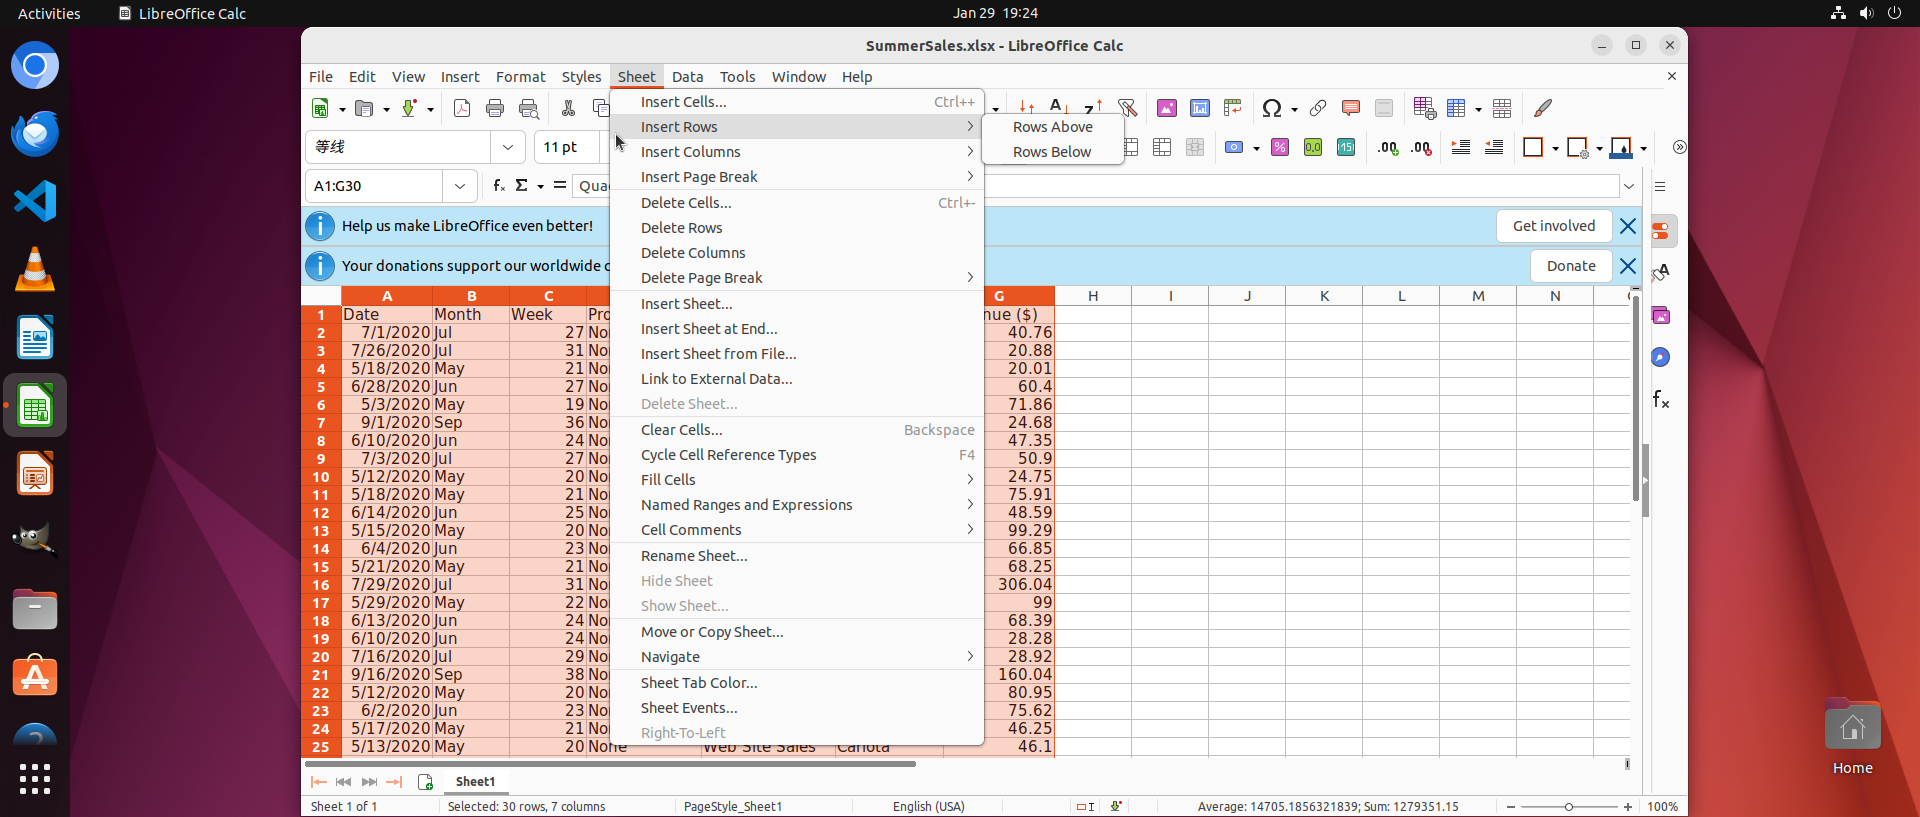 Activities LibreOffice Calc Jan 29 19:24
SummerSales.xlsx - LibreOffice Calc
File Edit View Insert Format Styles Sheet Data Tools Window Help
等线 11 pt
A1:G30
Help us make LibreOffice even better! Get involved
Your donations support our worldwide Donate
Insert Cells... Ctrl++
Insert Rows
Insert Columns
Insert Page Break
Delete Cells... Ctrl+-
Delete Rows
Delete Columns
Delete Page Break
Insert Sheet...
Insert Sheet at End...
Insert Sheet from File...
Link to External Data...
Delete Sheet...
Clear Cells... Backspace
Cycle Cell Reference Types F4
Fill Cells
Named Ranges and Expressions
Cell Comments
Rename Sheet...
Hide Sheet
Show Sheet...
Move or Copy Sheet...
Navigate
Sheet Tab Color...
Sheet Events...
Right-To-Left
Rows Above
Rows Below
A B C G H I J K L M N
1 Date Month Week Pro nue ($)
2 7/1/2020 Jul 27 No 40.76
3 7/26/2020 Jul 31 No 20.88
4 5/18/2020 May 21 No 20.01
5 6/28/2020 Jun 27 No 60.4
6 5/3/2020 May 19 No 71.86
7 9/1/2020 Sep 36 No 24.68
8 6/10/2020 Jun 24 No 47.35
9 7/3/2020 Jul 27 No 50.9
10 5/12/2020 May 20 No 24.75
11 5/18/2020 May 21 No 75.91
12 6/14/2020 Jun 25 No 48.59
13 5/15/2020 May 20 No 99.29
14 6/4/2020 Jun 23 No 66.85
15 5/21/2020 May 21 No 68.25
16 7/29/2020 Jul 31 No 306.04
17 5/29/2020 May 22 No 99
18 6/13/2020 Jun 24 No 68.39
19 6/10/2020 Jun 24 No 28.28
20 7/16/2020 Jul 29 No 28.92
21 9/16/2020 Sep 38 No 160.04
22 5/12/2020 May 20 No 80.95
23 6/2/2020 Jun 23 No 75.62
24 5/17/2020 May 21 No 46.25
25 5/13/2020 May 20 None Web Site Sales Carlota 46.1
Sheet1
Sheet 1 of 1 Selected: 30 rows, 7 columns PageStyle_Sheet1 English (USA) Average: 14705.1856321839; Sum: 1279351.15 100%
Home